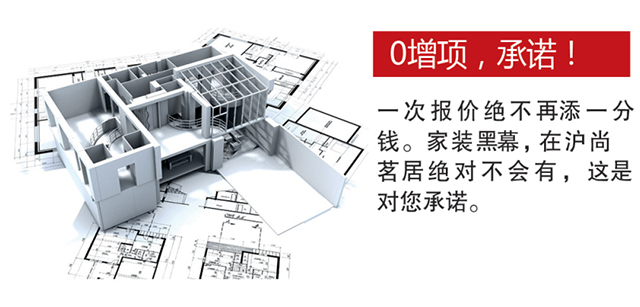 0增项，承诺！
一次报价绝不再添一分
钱。家装黑幕，在沪尚
茗居绝对不会有，这是
对您承诺。